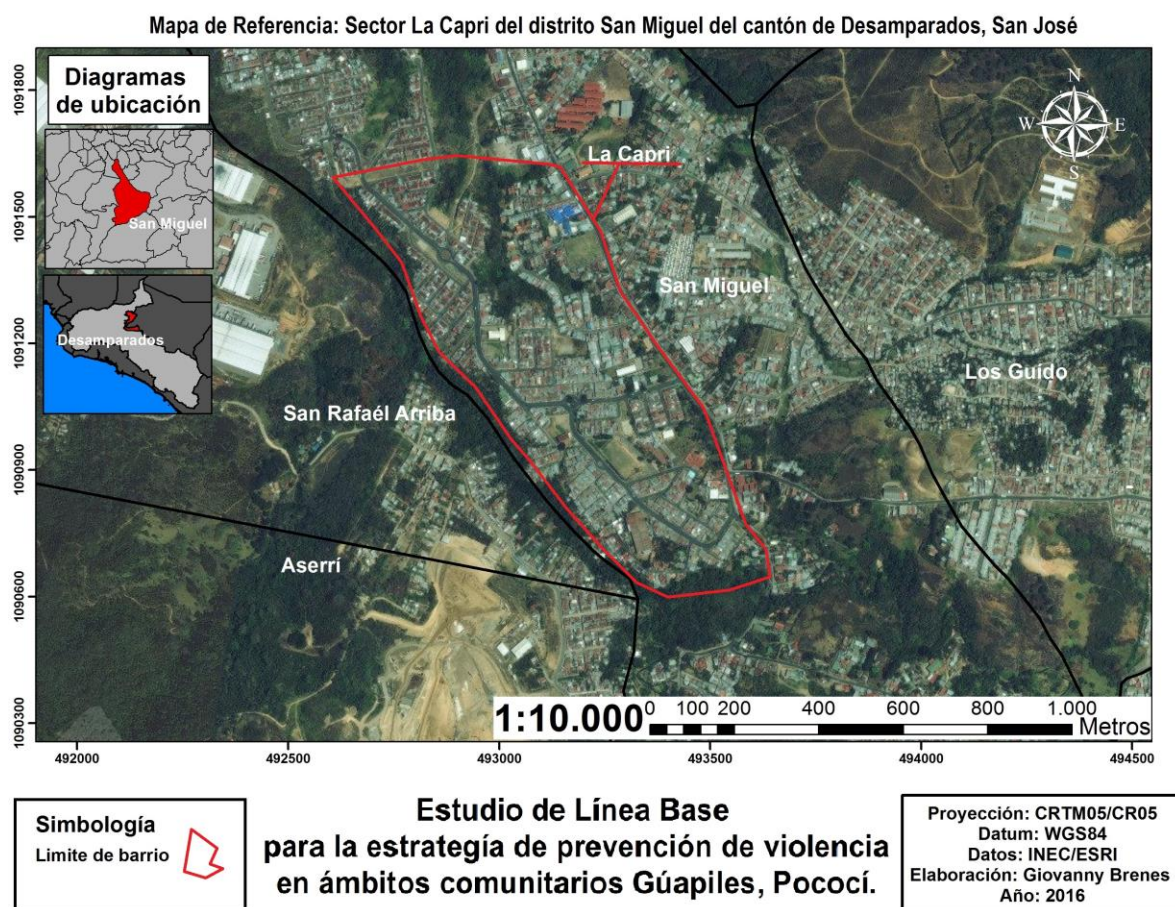 Mapa de Referencia: Sector La Capri del distrito San Miguel del cantón de Desamparados, San José
Diagramas
de ubicación
San Miguel
Desamparados
N
W
E
S
La Capri
San Miguel
Los Guído
San Rafaél Arriba
Aserrí
1:10.000
0 100 200 400 600 800 1.000
Metros
1091800
1091500
1091200
1090900
1090600
1090300
492000 492500 493000 493500 494000 494500
Simbología
Limite de barrio
Estudio de Línea Base
para la estrategía de prevención de violencia
en ámbitos comunitarios Gúapiles, Pococí.
Proyección: CRTM05/CR05
Datum: WGS84
Datos: INEC/ESRI
Elaboración: Giovanny Brenes
Año: 2016